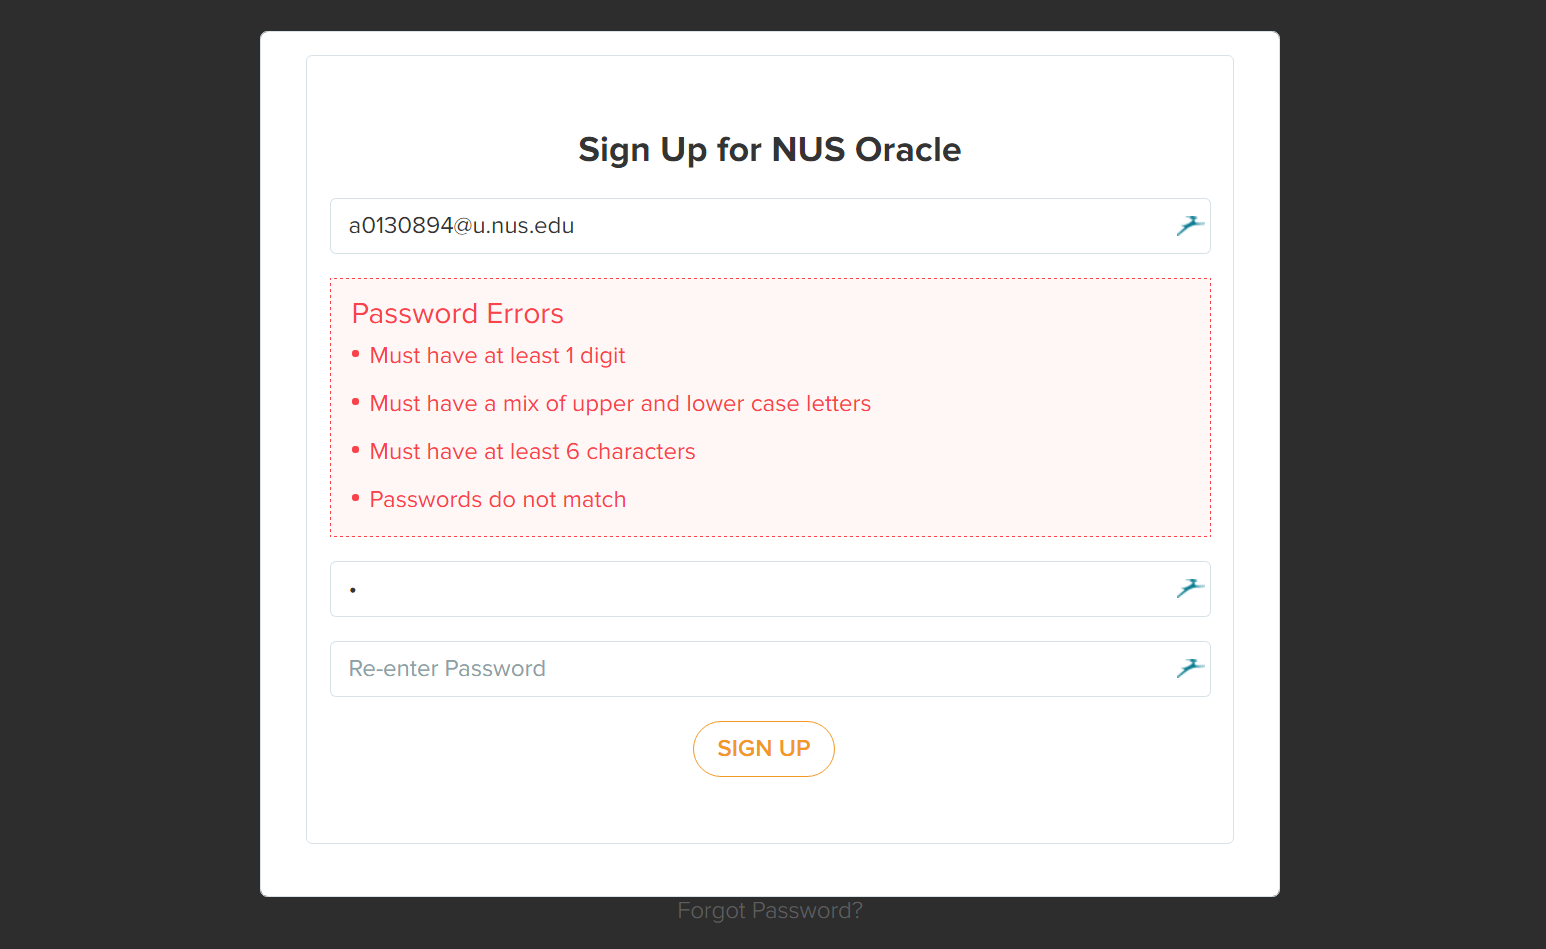 Sign Up for NUS Oracle
a0130894@u.nus.edu
Password Errors
• Must have at least 1 digit
• Must have a mix of upper and lower case letters
• Must have at least 6 characters
• Passwords do not match
•
Re-enter Password
SIGN UP
Forgot Password?